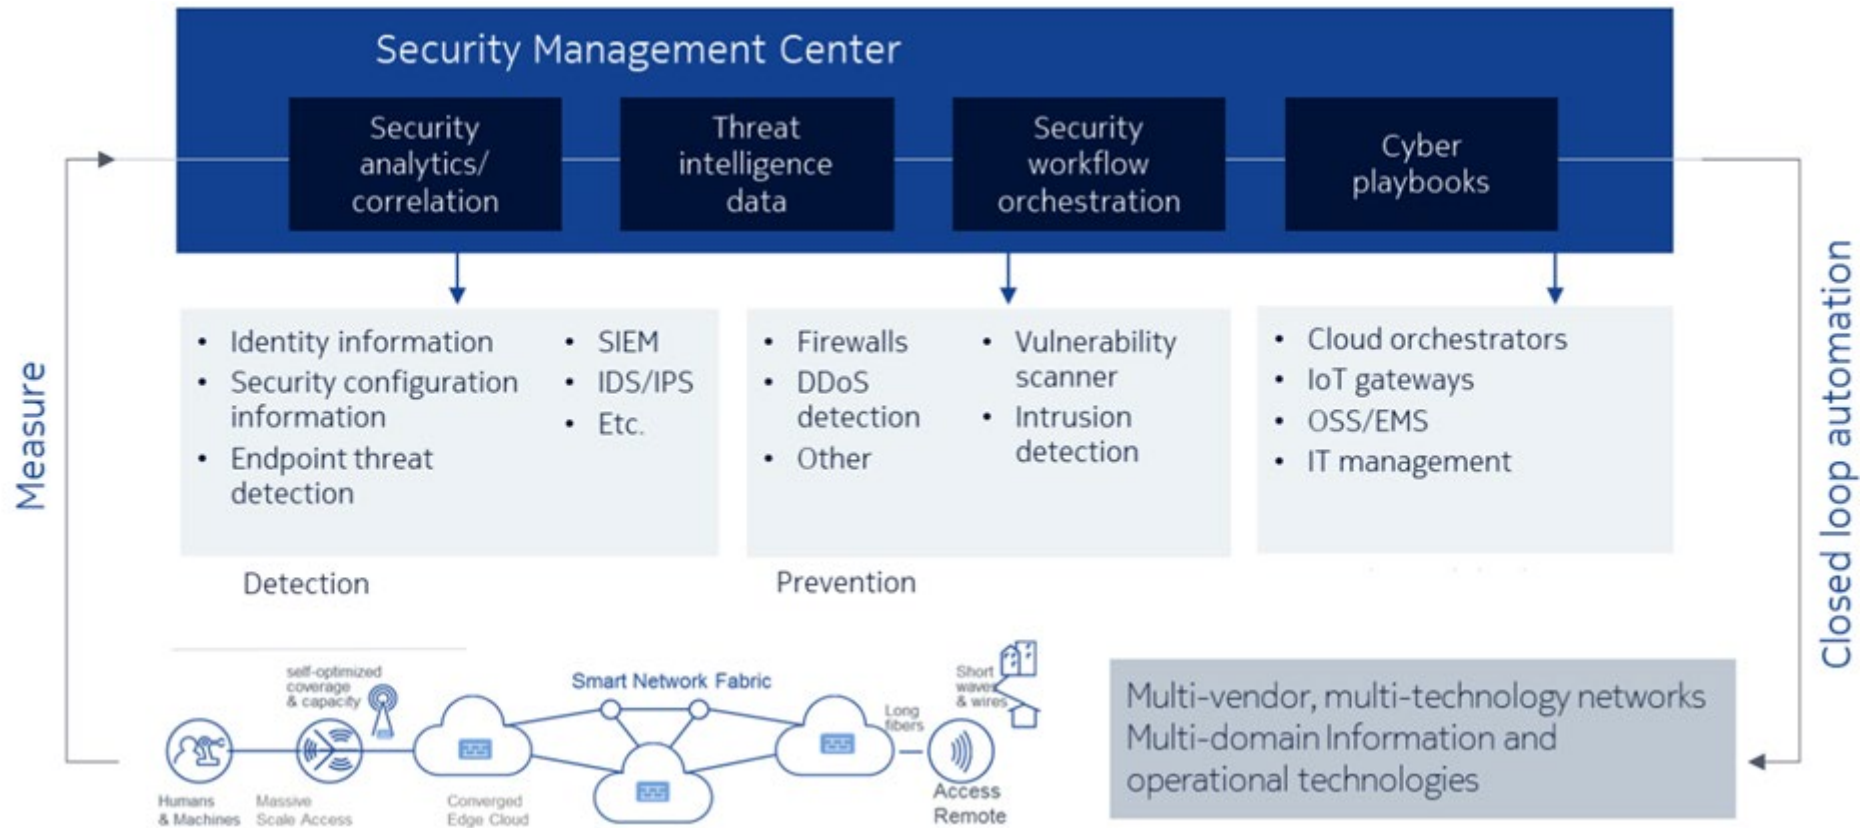 Security Management Center
Security
analytics/
correlation
Threat
intelligence
data
Security
workflow
orchestration
Cyber
playbooks
Measure
• Identity information
• Security configuration
information
• Endpoint threat
detection
• SIEM
• IDS/IPS
• Etc.
• Firewalls
• DDoS
detection
• Other
• Vulnerability
scanner
• Intrusion
detection
• Cloud orchestrators
• IoT gateways
• OSS/EMS
• IT management
Closed loop automation
Detection
Prevention
self-optimized
coverage
& capacity
Smart Network Fabric
Short
waves
& wires
Long
fibers
Humans
& Machines
Massive
Scale Access
Converged
Edge Cloud
Access
Remote
Multi-vendor, multi-technology networks
Multi-domain Information and
operational technologies